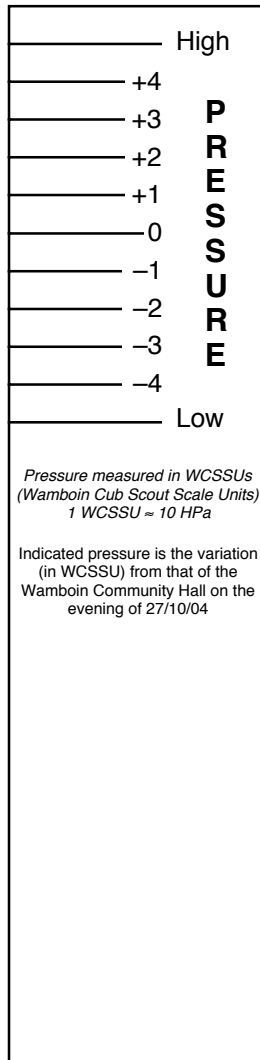 High
+4
+3
+2
+1
0
–1
–2
–3
–4
Low
PRESSURE
Pressure measured in WCSSUs
(Wamboin Cub Scout Scale Units)
1 WCSSU ≈ 10 HPa
Indicated pressure is the variation
(in WCSSU) from that of the
Wamboin Community Hall on the
evening of 27/10/04